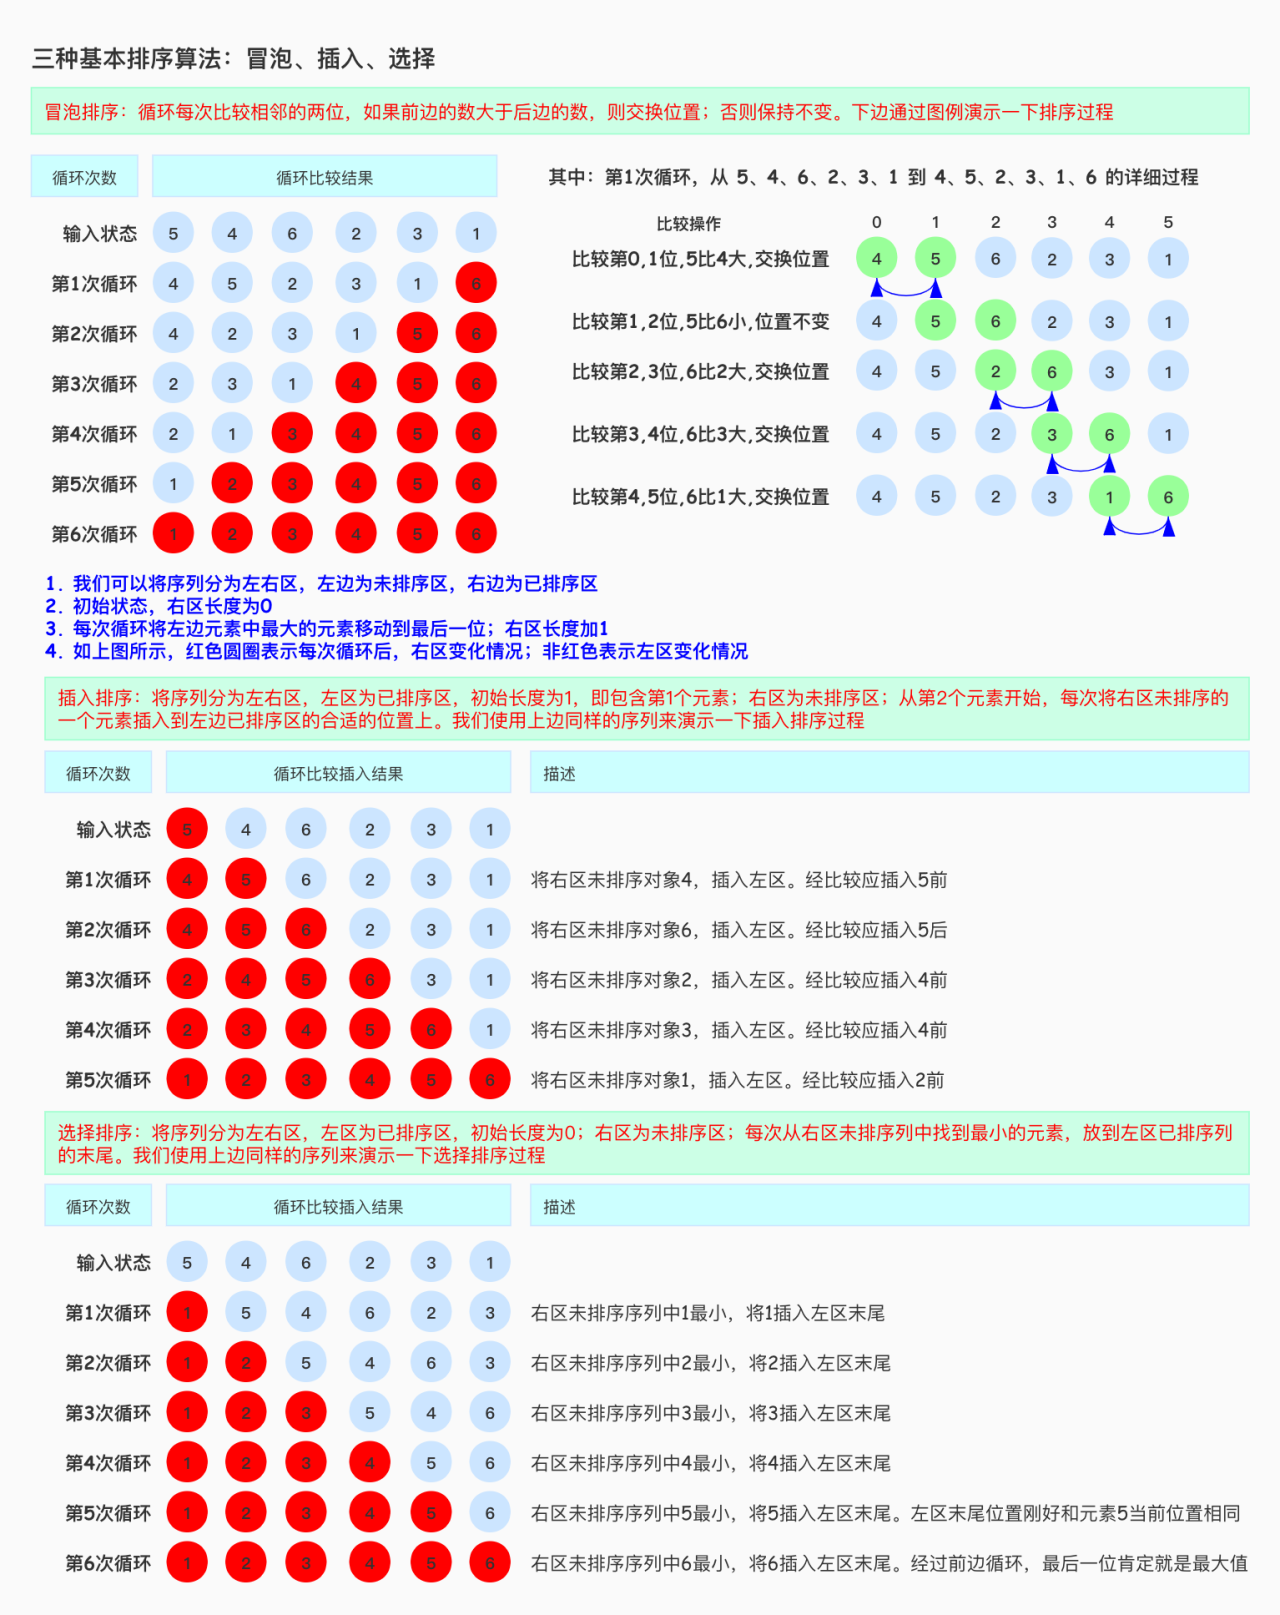 三种基本排序算法：冒泡、插入、选择
冒泡排序：循环每次比较相邻的两位，如果前边的数大于后边的数，则交换位置；否则保持不变。下边通过图例演示一下排序过程
循环次数 循环比较结果
输入状态 5 4 6 2 3 1
第1次循环 4 5 2 3 1 6
第2次循环 4 2 3 1 5 6
第3次循环 2 3 1 4 5 6
第4次循环 2 1 3 4 5 6
第5次循环 1 2 3 4 5 6
第6次循环 1 2 3 4 5 6
其中：第1次循环，从 5、4、6、2、3、1 到 4、5、2、3、1、6 的详细过程
比较操作 0 1 2 3 4 5
比较第0,1位,5比4大,交换位置 4 5 6 2 3 1
比较第1,2位,5比6小,位置不变 4 5 6 2 3 1
比较第2,3位,6比2大,交换位置 4 5 2 6 3 1
比较第3,4位,6比3大,交换位置 4 5 2 3 6 1
比较第4,5位,6比1大,交换位置 4 5 2 3 1 6
1. 我们可以将序列分为左右区，左边为未排序区，右边为已排序区
2. 初始状态，右区长度为0
3. 每次循环将左边元素中最大的元素移动到最后一位；右区长度加1
4. 如上图所示，红色圆圈表示每次循环后，右区变化情况；非红色表示左区变化情况
插入排序：将序列分为左右区，左区为已排序区，初始长度为1，即包含第1个元素；右区为未排序区；从第2个元素开始，每次将右区未排序的
一个元素插入到左边已排序区的合适的位置上。我们使用上边同样的序列来演示一下插入排序过程
循环次数 循环比较插入结果 描述
输入状态 5 4 6 2 3 1
第1次循环 4 5 6 2 3 1 将右区未排序对象4，插入左区。经比较应插入5前
第2次循环 4 5 6 2 3 1 将右区未排序对象6，插入左区。经比较应插入5后
第3次循环 2 4 5 6 3 1 将右区未排序对象2，插入左区。经比较应插入4前
第4次循环 2 3 4 5 6 1 将右区未排序对象3，插入左区。经比较应插入4前
第5次循环 1 2 3 4 5 6 将右区未排序对象1，插入左区。经比较应插入2前
选择排序：将序列分为左右区，左区为已排序区，初始长度为0；右区为未排序区；每次从右区未排序列中找到最小的元素，放到左区已排序列
的末尾。我们使用上边同样的序列来演示一下选择排序过程
循环次数 循环比较插入结果 描述
输入状态 5 4 6 2 3 1
第1次循环 1 5 4 6 2 3 右区未排序序列中1最小，将1插入左区末尾
第2次循环 1 2 5 4 6 3 右区未排序序列中2最小，将2插入左区末尾
第3次循环 1 2 3 5 4 6 右区未排序序列中3最小，将3插入左区末尾
第4次循环 1 2 3 4 5 6 右区未排序序列中4最小，将4插入左区末尾
第5次循环 1 2 3 4 5 6 右区未排序序列中5最小，将5插入左区末尾。左区末尾位置刚好和元素5当前位置相同
第6次循环 1 2 3 4 5 6 右区未排序序列中6最小，将6插入左区末尾。经过前边循环，最后一位肯定就是最大值